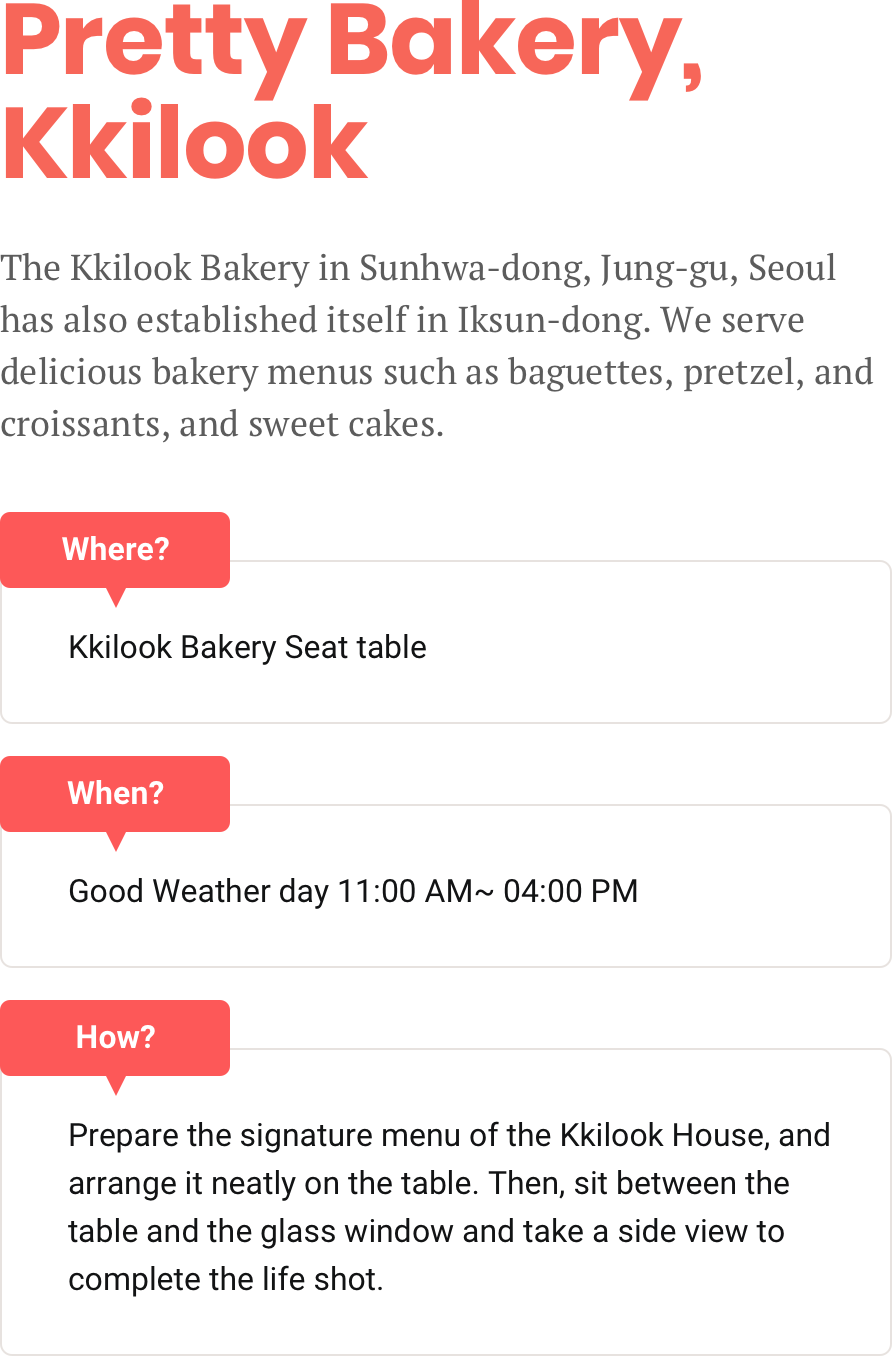 Pretty Bakery,
Kkilook
The Kkilook Bakery in Sunhwa-dong, Jung-gu, Seoul
has also established itself in Iksun-dong. We serve
delicious bakery menus such as baguettes, pretzel, and
croissants, and sweet cakes.
Where?
Kkilook Bakery Seat table
When?
Good Weather day 11:00 AM~ 04:00 PM
How?
Prepare the signature menu of the Kkilook House, and
arrange it neatly on the table. Then, sit between the
table and the glass window and take a side view to
complete the life shot.